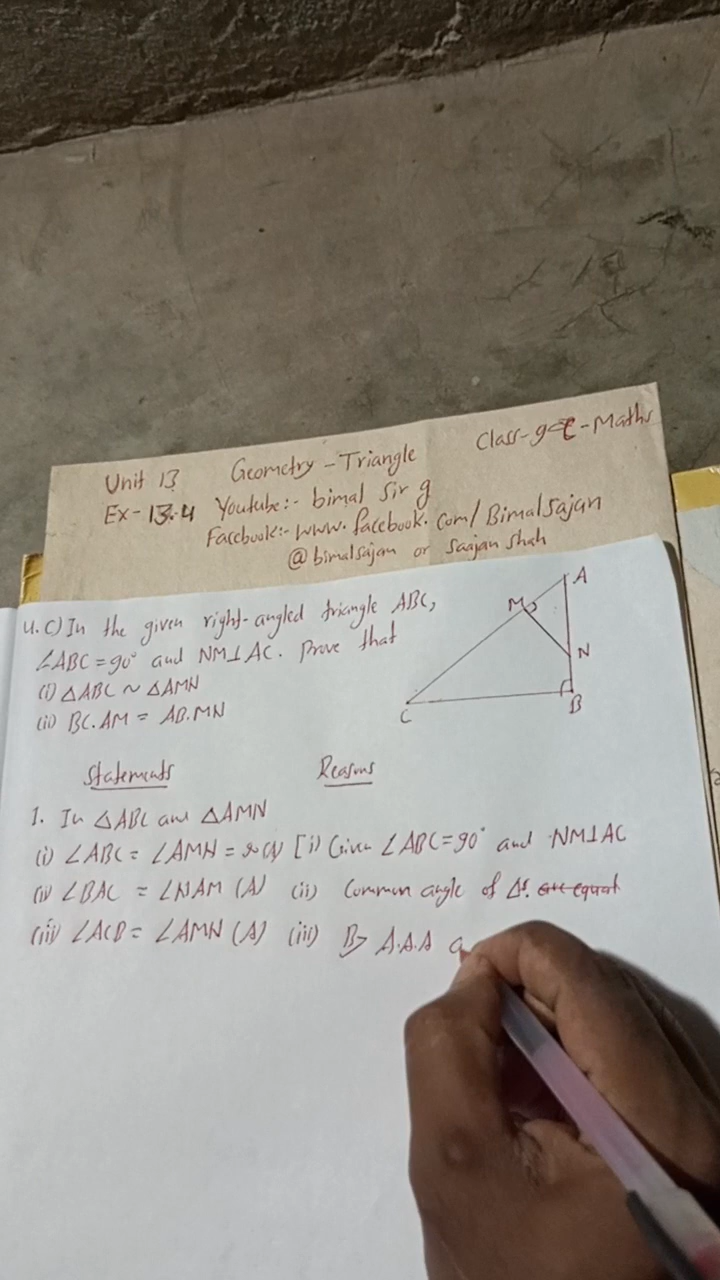 Unit 13 Geometry - Triangle Class-9 - Maths
Ex - 13.4 Youtube:- bimal sir g
Facebook:- www.facebook.com/Bimalsajan
@bimalsajan or Saajan Shah
4. c) In the given right-angled triangle ABC,
∠ABC = 90° and NM⊥AC. Prove that
(i) △ABC ~ △AMN
(ii) BC.AM = AB.MN
A
M
N
B
C
Statements Reasons
1. In △ABC and △AMN
(i) ∠ABC = ∠AMN = 90 (A) (i) Given ∠ABC = 90° and NM⊥AC
(ii) ∠BAC = ∠NAM (A) (ii) Common angle of △s. are equal
(iii) ∠ACB = ∠AMN (A) (iii) By A.A.A